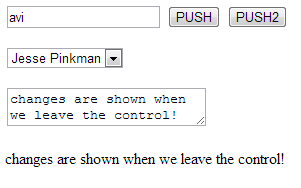 avi PUSH PUSH2
Jesse Pinkman
changes are shown when
we leave the control!
changes are shown when we leave the control!